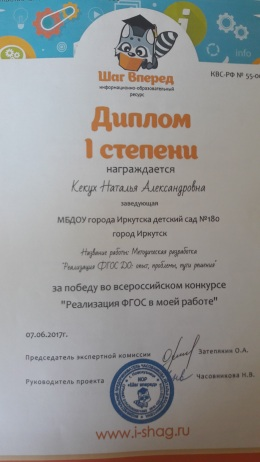 Шаг Вперед
информационно-образовательный
ресурс
КВС-РФ № 55-0
Диплом
I степени
награждается
Кекух Наталья Александровна
заведующая
МБДОУ города Иркутска детский сад №180
город Иркутск
Название работы: Методическая разработка
"Реализация ФГОС ДО: опыт, проблемы, пути решения"
за победу во всероссийском конкурсе
"Реализация ФГОС в моей работе"
07.06.2017г.
Председатель экспертной комиссии Затепякин О.А.
Руководитель проекта Часовникова Н.В.
www.i-shag.ru